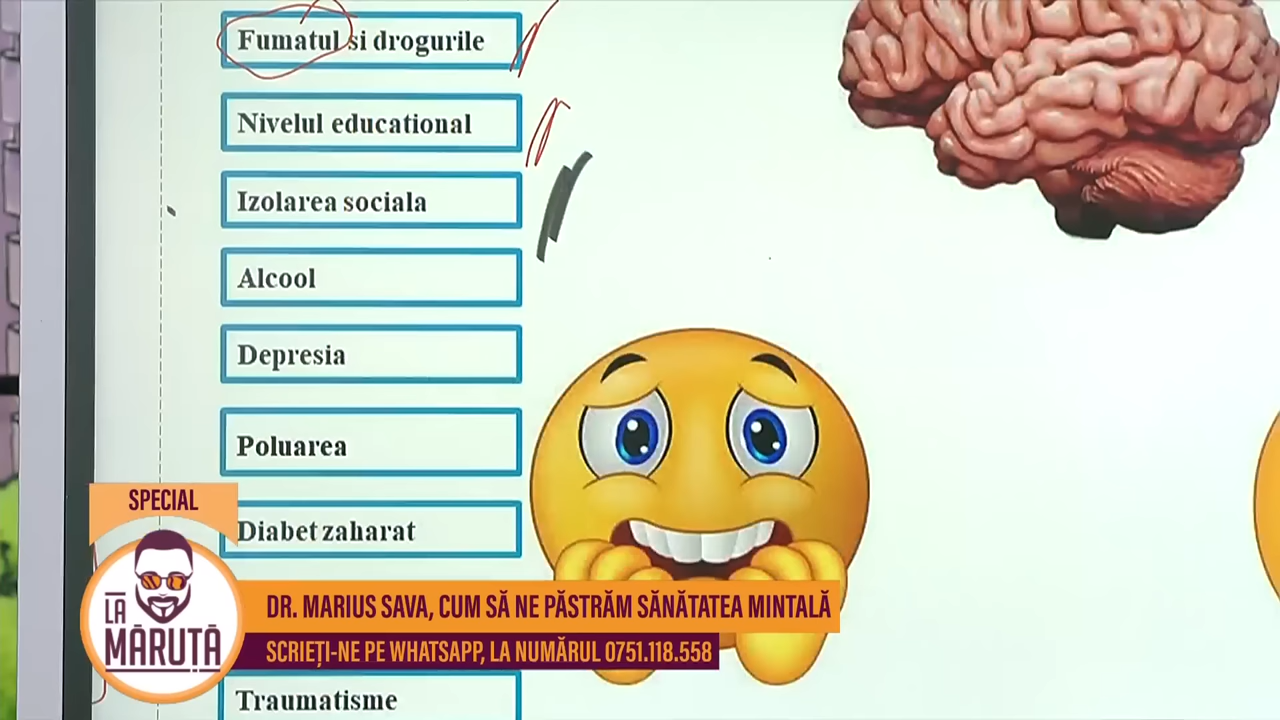 Fumatul si drogurile
Nivelul educational
Izolarea sociala
Alcool
Depresia
Poluarea
Diabet zaharat
Traumatisme
SPECIAL
LA
MĂRUȚĂ
DR. MARIUS SAVA, CUM SĂ NE PĂSTRĂM SĂNĂTATEA MINTALĂ
SCRIEȚI-NE PE WHATSAPP, LA NUMĂRUL 0751.118.558